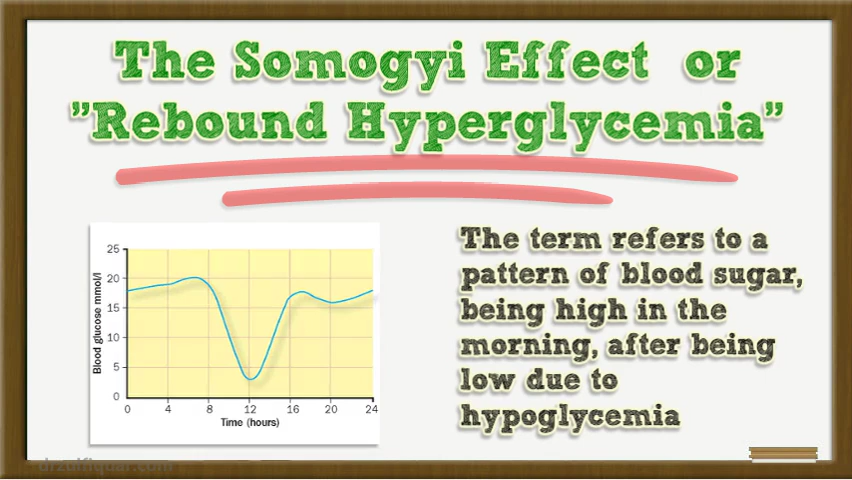 The Somogyi Effect or
"Rebound Hyperglycemia"
The term refers to a
pattern of blood sugar,
being high in the
morning, after being
low due to
hypoglycemia
Blood glucose mmol/l
25
20
15
10
5
0
0 4 8 12 16 20 24
Time (hours)
drzulfiquar.com